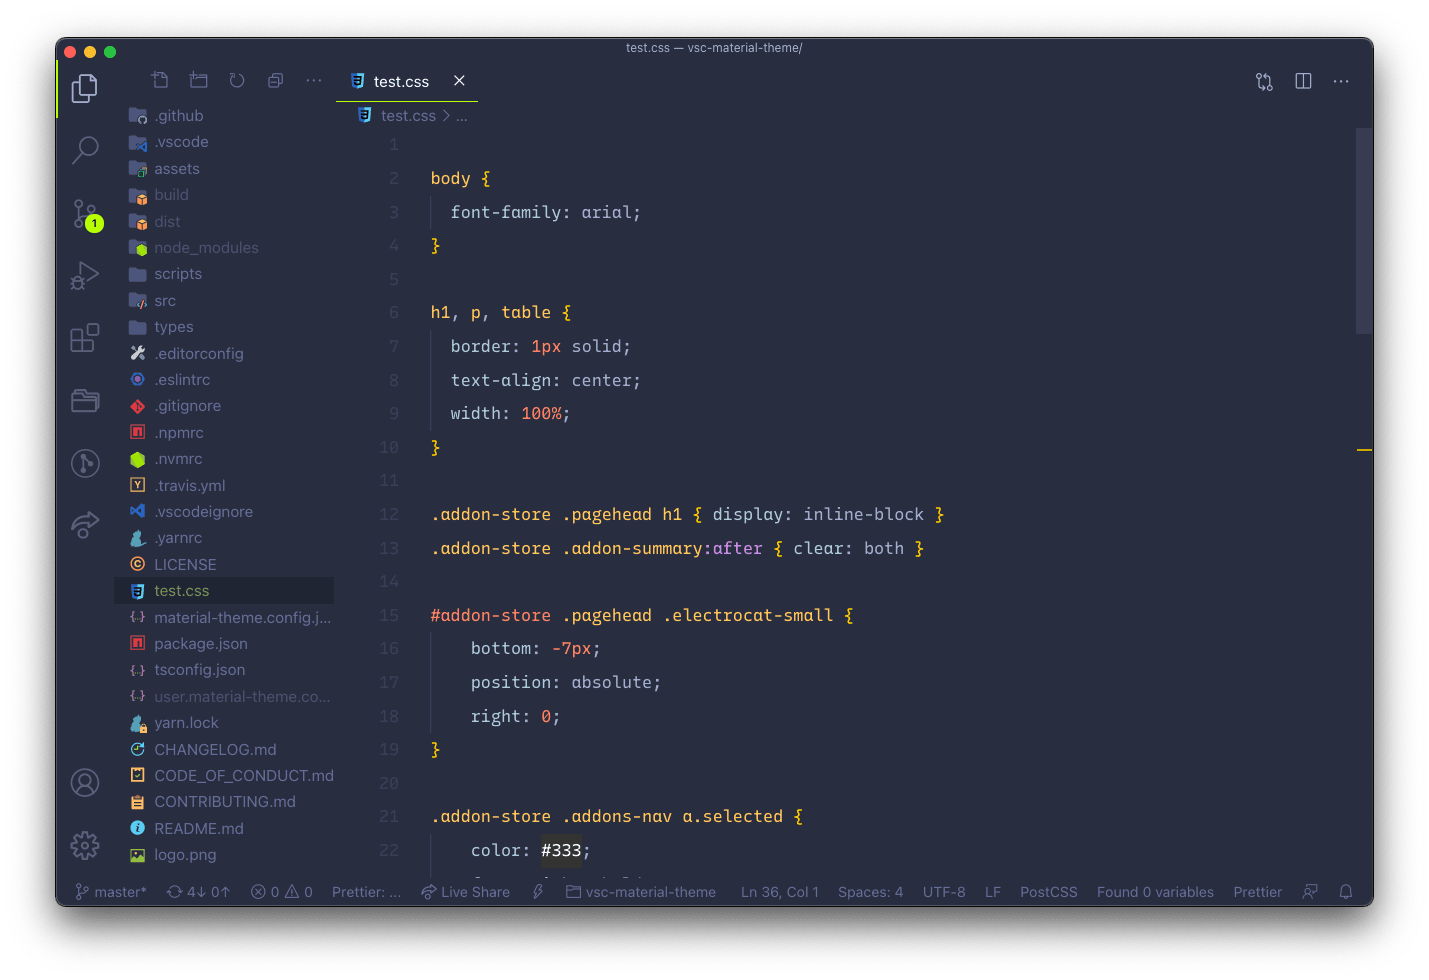 test.css — vsc-material-theme/
test.css
test.css > ...
.github
.vscode
assets
build
dist
node_modules
scripts
src
types
.editorconfig
.eslintrc
.gitignore
.npmrc
.nvmrc
.travis.yml
.vscodeignore
.yarnrc
LICENSE
test.css
material-theme.config.j...
package.json
tsconfig.json
user.material-theme.co...
yarn.lock
CHANGELOG.md
CODE_OF_CONDUCT.md
CONTRIBUTING.md
README.md
logo.png
1
1
2 body {
3 font-family: arial;
4 }
5
6 h1, p, table {
7 border: 1px solid;
8 text-align: center;
9 width: 100%;
10 }
11
12 .addon-store .pagehead h1 { display: inline-block }
13 .addon-store .addon-summary:after { clear: both }
14
15 #addon-store .pagehead .electrocat-small {
16 bottom: -7px;
17 position: absolute;
18 right: 0;
19 }
20
21 .addon-store .addons-nav a.selected {
22 color: #333;
master* 4↓ 0↑ 0 0 Prettier: ... Live Share vsc-material-theme Ln 36, Col 1 Spaces: 4 UTF-8 LF PostCSS Found 0 variables Prettier